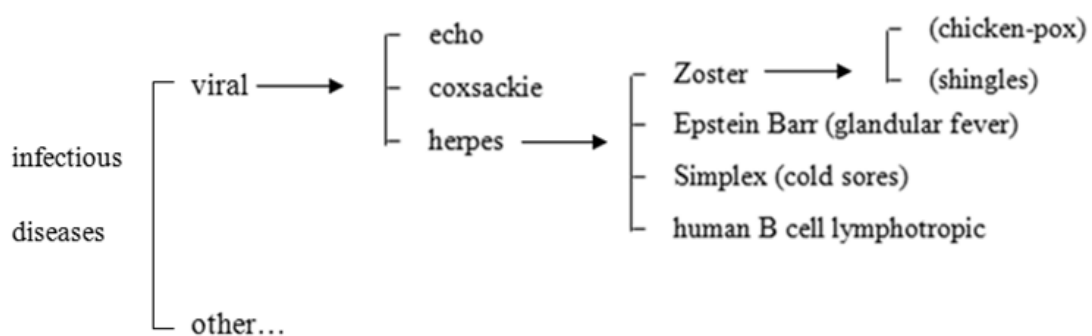 infectious
diseases
viral
other…
echo
coxsackie
herpes
Zoster
Epstein Barr (glandular fever)
Simplex (cold sores)
human B cell lymphotropic
(chicken-pox)
(shingles)